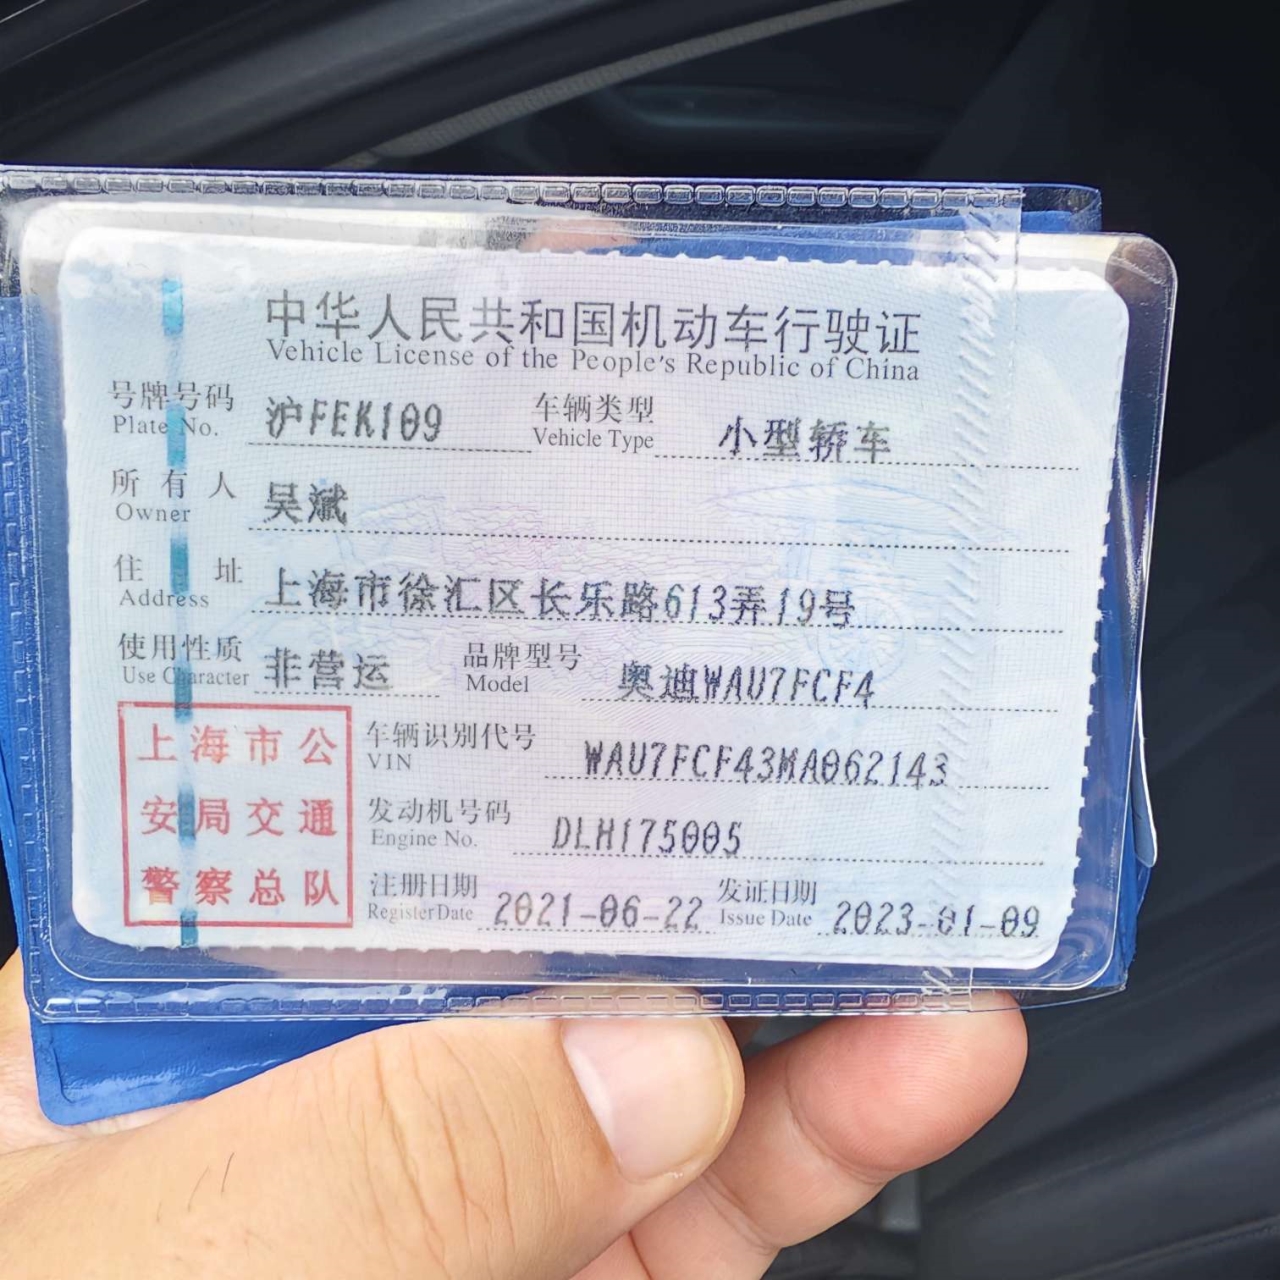 中华人民共和国机动车行驶证
Vehicle License of the People's Republic of China
号牌号码 沪FEK109 车辆类型 小型轿车
Plate No. Vehicle Type
所有人 吴斌
Owner
住址 上海市徐汇区长乐路613弄19号
Address
使用性质 非营运 品牌型号 奥迪WAU7FCF4
Use Character Model
上海市公
安局交通
警察总队
车辆识别代号 WAU7FCF43MA062143
VIN
发动机号码 DLH175005
Engine No.
注册日期 2021-06-22 发证日期 2023-01-09
Register Date Issue Date